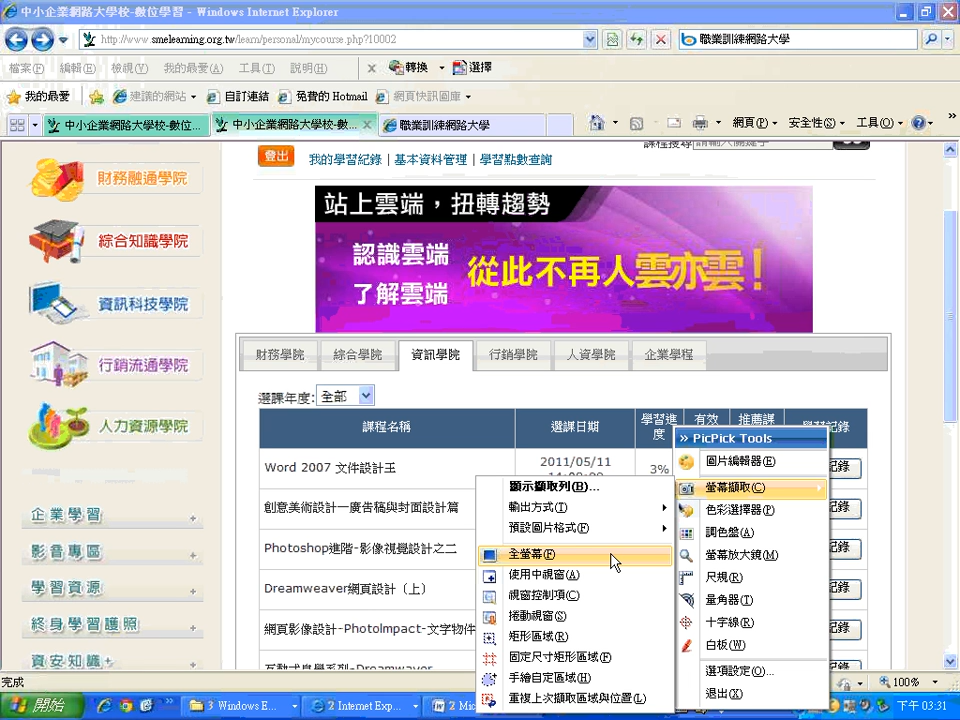 中小企業網路大學校-數位學習 - Windows Internet Explorer
http://www.smelearning.org.tw/learn/personal/mycourse.php?10002
職業訓練網路大學
檔案(F) 編輯(E) 檢視(V) 我的最愛(A) 工具(T) 說明(H)
轉換 選擇
我的最愛 建議的網站 自訂連結 免費的 Hotmail 網頁快訊圖庫
中小企業網路大學校-數位... 中小企業網路大學校-數... 職業訓練網路大學
網頁(P) 安全性(S) 工具(O)
課程搜尋 請輸入關鍵字
登出 我的學習紀錄 | 基本資料管理 | 學習點數查詢
財務融通學院
綜合知識學院
資訊科技學院
行銷流通學院
人力資源學院
企業學習
影音專區
學習資源
終身學習護照
資安知識+
站上雲端，扭轉趨勢
認識雲端
了解雲端
從此不再人雲亦雲!
財務學院 綜合學院 資訊學院 行銷學院 人資學院 企業學程
選課年度: 全部
課程名稱 選課日期 學習進度 有效 推薦課
Word 2007 文件設計王 2011/05/11 3% 記錄
創意美術設計－廣告稿與封面設計篇 記錄
Photoshop進階-影像視覺設計之二 記錄
Dreamweaver網頁設計〔上〕 記錄
網頁影像設計-PhotoImpact-文字物件 記錄
PicPick Tools
圖片編輯器(E)
螢幕擷取(C)
色彩選擇器(P)
調色盤(A)
螢幕放大鏡(M)
尺規(R)
量角器(T)
十字線(R)
白板(W)
選項設定(O)...
退出(X)
顯示擷取列(B)...
輸出方式(I)
預設圖片格式(F)
全螢幕(F)
使用中視窗(A)
視窗控制項(C)
捲動視窗(S)
矩形區域(R)
固定尺寸矩形區域(F)
手繪自定區域(H)
重複上次擷取區域與位置(L)
完成
100%
開始 3 Windows E... 2 Internet Exp... 2 Mic
下午 03:31